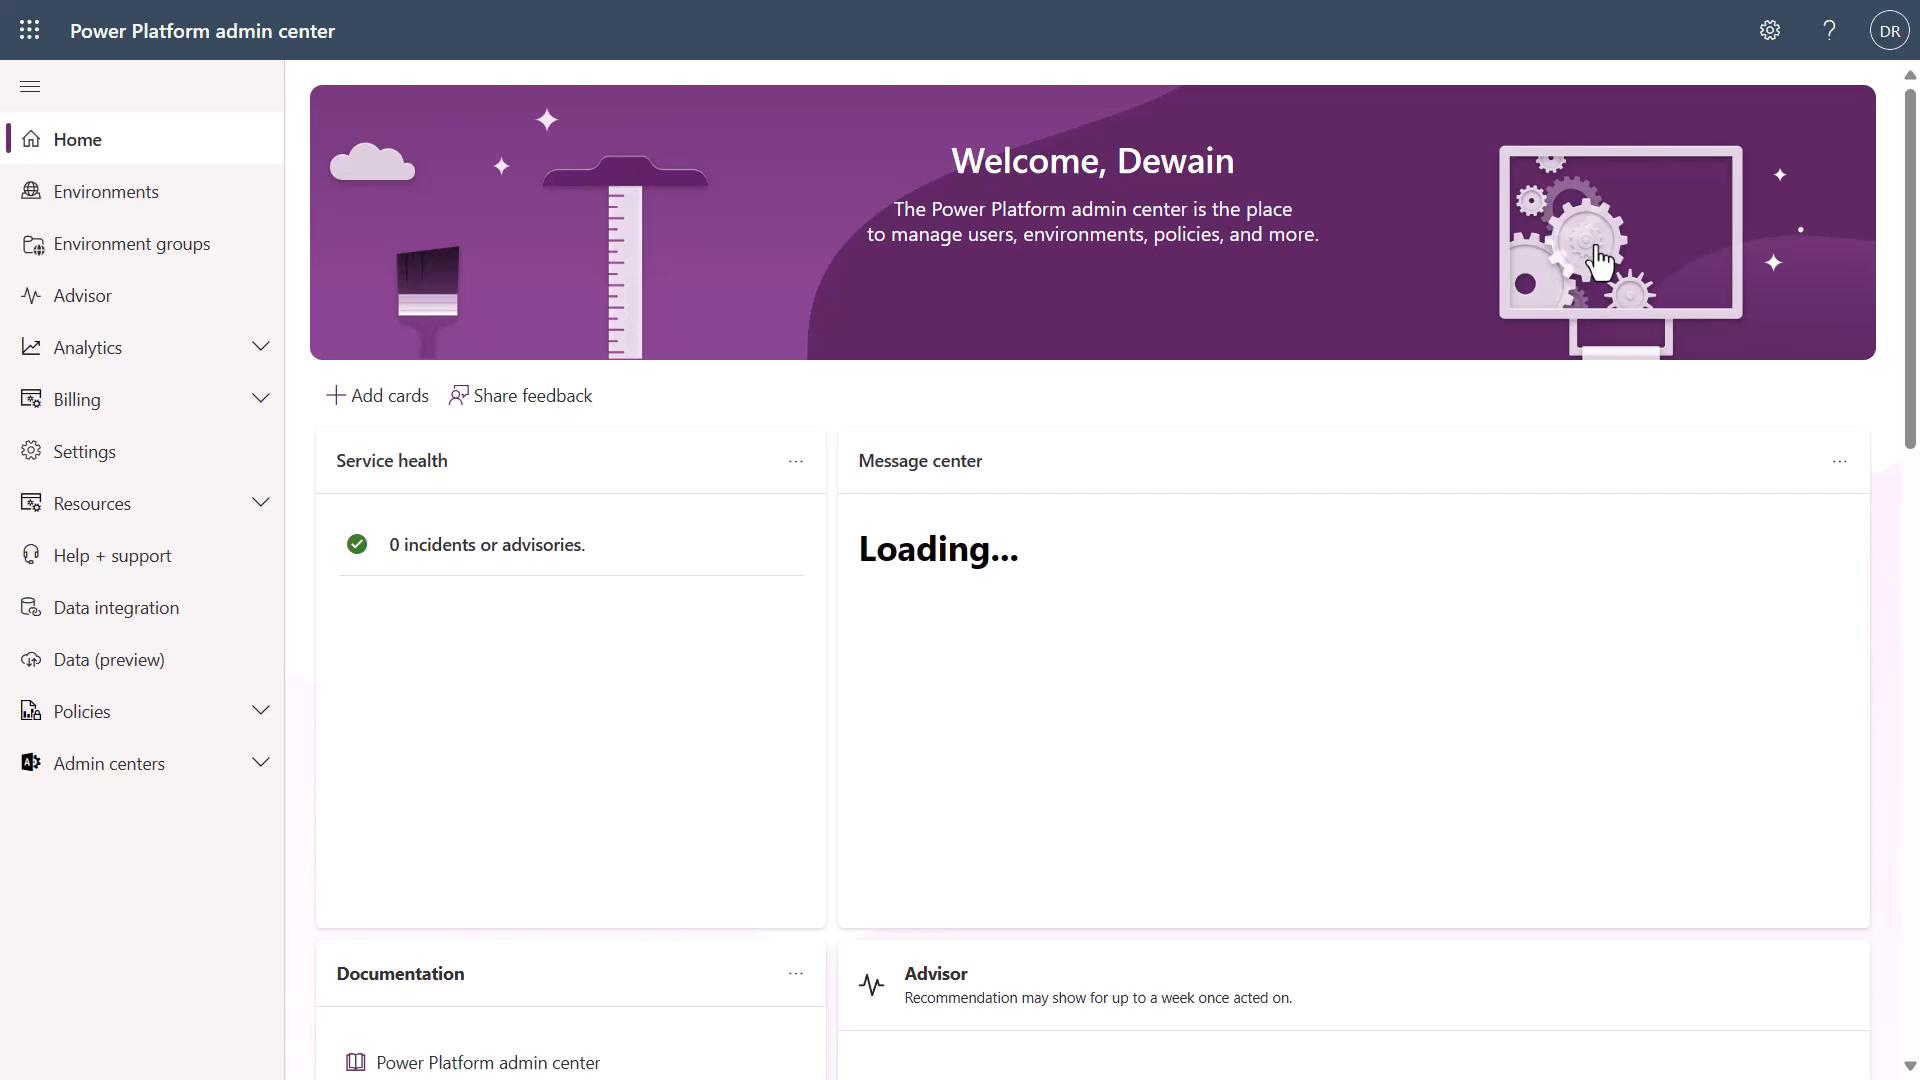 Power Platform admin center
DR
Home
Environments
Environment groups
Advisor
Analytics
Billing
Settings
Resources
Help + support
Data integration
Data (preview)
Policies
Admin centers
Welcome, Dewain
The Power Platform admin center is the place
to manage users, environments, policies, and more.
Add cards
Share feedback
Service health
0 incidents or advisories.
Message center
Loading...
Documentation
Power Platform admin center
Advisor
Recommendation may show for up to a week once acted on.